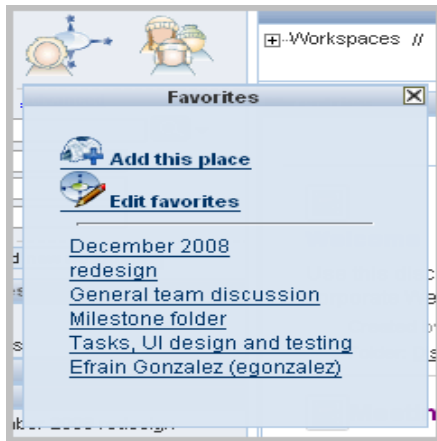 Workspaces //
Favorites
Add this place
Edit favorites
December 2008
redesign
General team discussion
Milestone folder
Tasks, UI design and testing
Efrain Gonzalez (egonzalez)